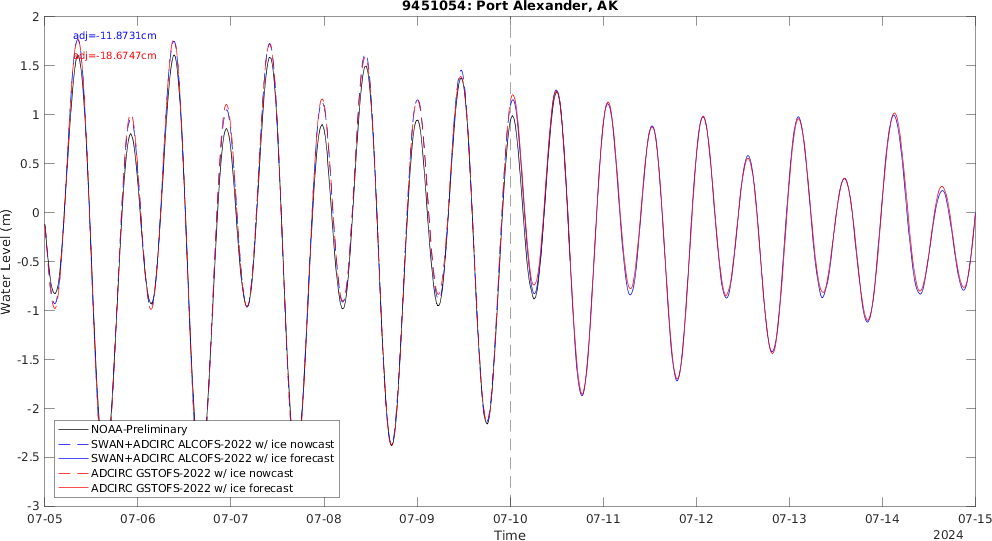 9451054: Port Alexander, AK
adj=-11.8731cm
adj=-18.6747cm
Water Level (m)
2
1.5
1
0.5
0
-0.5
-1
-1.5
-2
-2.5
-3
NOAA-Preliminary
SWAN+ADCIRC ALCOFS-2022 w/ ice nowcast
SWAN+ADCIRC ALCOFS-2022 w/ ice forecast
ADCIRC GSTOFS-2022 w/ ice nowcast
ADCIRC GSTOFS-2022 w/ ice forecast
07-05 07-06 07-07 07-08 07-09 07-10 07-11 07-12 07-13 07-14 07-15
Time
2024